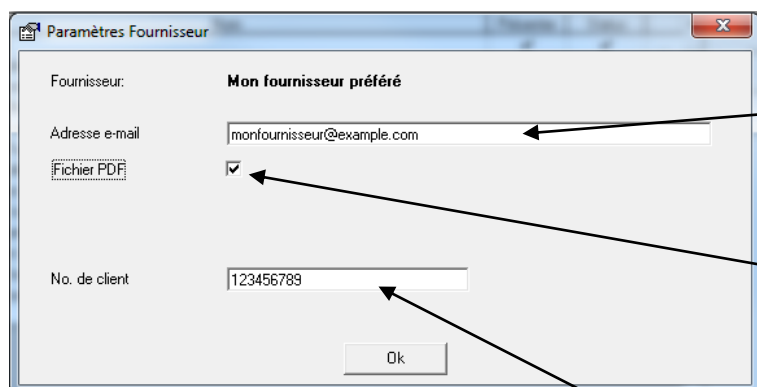 Paramètres Fournisseur
Fournisseur: Mon fournisseur préféré
Adresse e-mail monfournisseur@example.com
Fichier PDF
No. de client 123456789
Ok